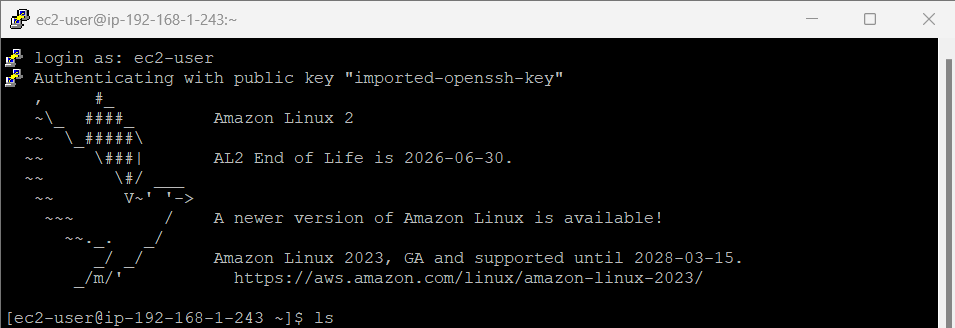 ec2-user@ip-192-168-1-243:~
login as: ec2-user
Authenticating with public key "imported-openssh-key"
   ,     #_
   ~\_  ####_        Amazon Linux 2
  ~~  \_#####\
  ~~     \###|       AL2 End of Life is 2026-06-30.
  ~~       \#/ ___
   ~~       V~' '->
    ~~~         /    A newer version of Amazon Linux is available!
      ~~._.   _/
         _/ _/       Amazon Linux 2023, GA and supported until 2028-03-15.
       _/m/'           https://aws.amazon.com/linux/amazon-linux-2023/
[ec2-user@ip-192-168-1-243 ~]$ ls